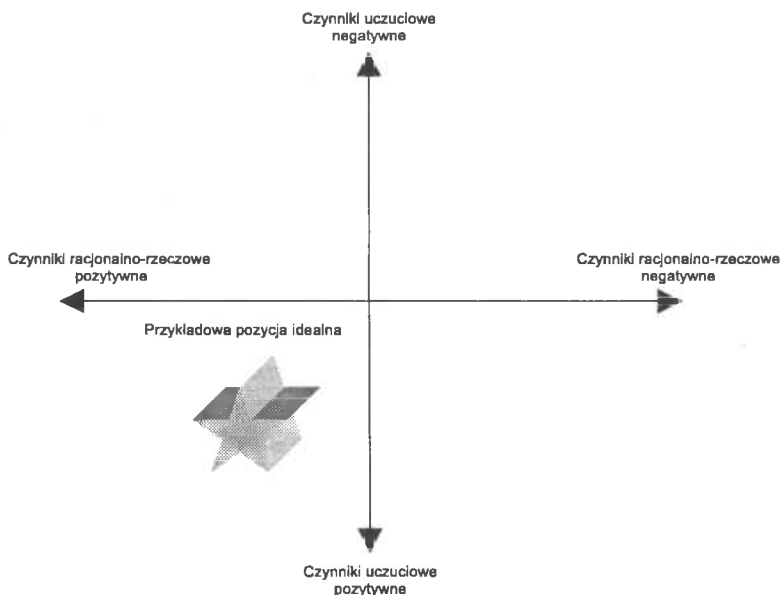 Czynniki uczuciowe
negatywne
Czynniki racjonalno-rzeczowe
pozytywne
Czynniki racjonalno-rzeczowe
negatywne
Przykładowa pozycja idealna
Czynniki uczuciowe
pozytywne